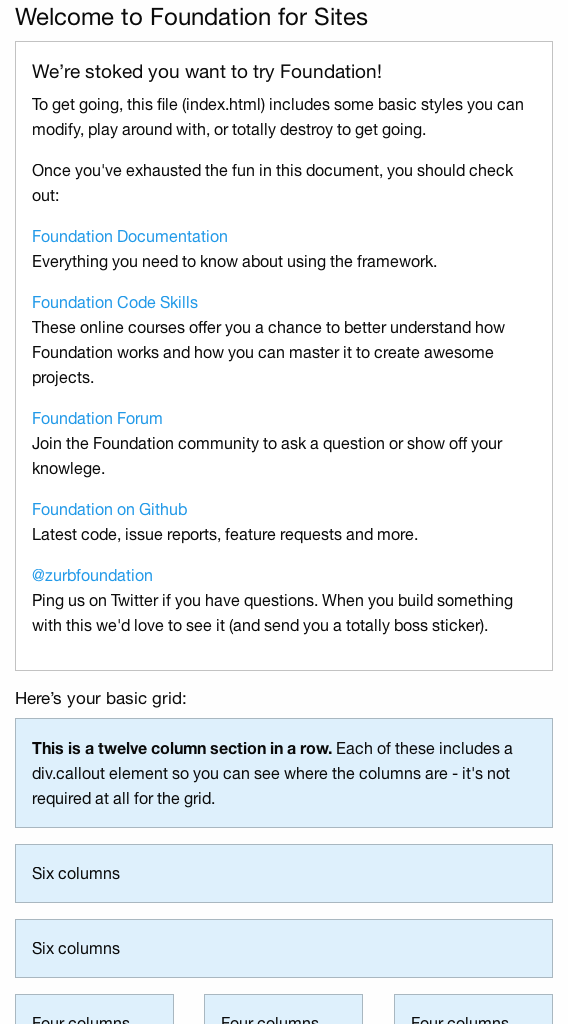 Welcome to Foundation for Sites
We’re stoked you want to try Foundation!
To get going, this file (index.html) includes some basic styles you can
modify, play around with, or totally destroy to get going.
Once you've exhausted the fun in this document, you should check
out:
Foundation Documentation
Everything you need to know about using the framework.
Foundation Code Skills
These online courses offer you a chance to better understand how
Foundation works and how you can master it to create awesome
projects.
Foundation Forum
Join the Foundation community to ask a question or show off your
knowlege.
Foundation on Github
Latest code, issue reports, feature requests and more.
@zurbfoundation
Ping us on Twitter if you have questions. When you build something
with this we'd love to see it (and send you a totally boss sticker).
Here’s your basic grid:
This is a twelve column section in a row. Each of these includes a
div.callout element so you can see where the columns are - it's not
required at all for the grid.
Six columns
Six columns
Four columns Four columns Four columns